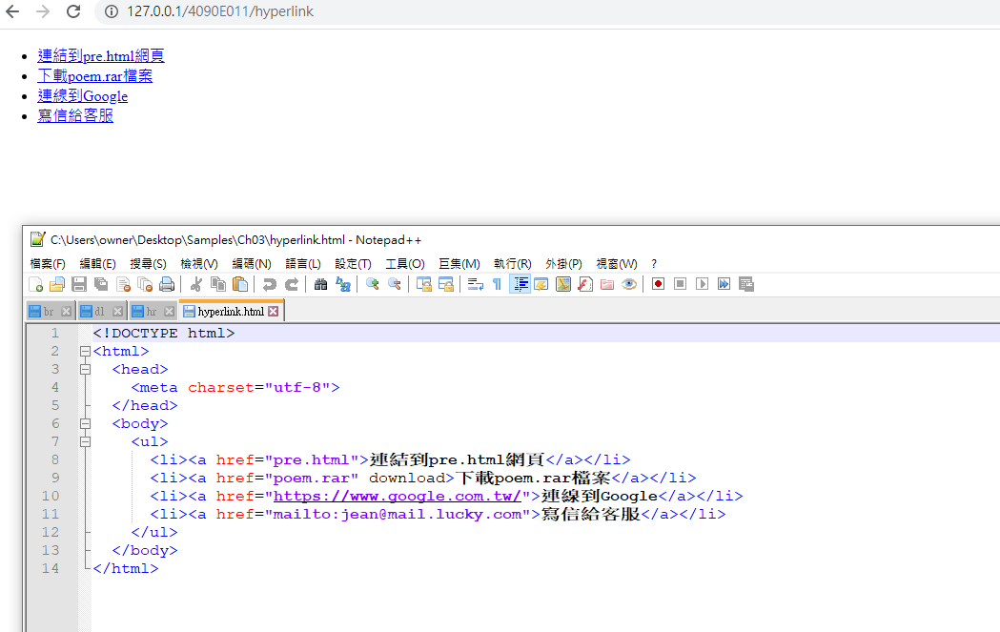 127.0.0.1/4090E011/hyperlink
連結到pre.html網頁
下載poem.rar檔案
連線到Google
寫信給客服
C:\Users\owner\Desktop\Samples\Ch03\hyperlink.html - Notepad++
檔案(F) 編輯(E) 搜尋(S) 檢視(V) 編碼(N) 語言(L) 設定(T) 工具(O) 巨集(M) 執行(R) 外掛(P) 視窗(W) ?
br dl hr hyperlink.html
1 <!DOCTYPE html>
2 <html>
3 <head>
4 <meta charset="utf-8">
5 </head>
6 <body>
7 <ul>
8 <li><a href="pre.html">連結到pre.html網頁</a></li>
9 <li><a href="poem.rar" download>下載poem.rar檔案</a></li>
10 <li><a href="https://www.google.com.tw/">連線到Google</a></li>
11 <li><a href="mailto:jean@mail.lucky.com">寫信給客服</a></li>
12 </ul>
13 </body>
14 </html>